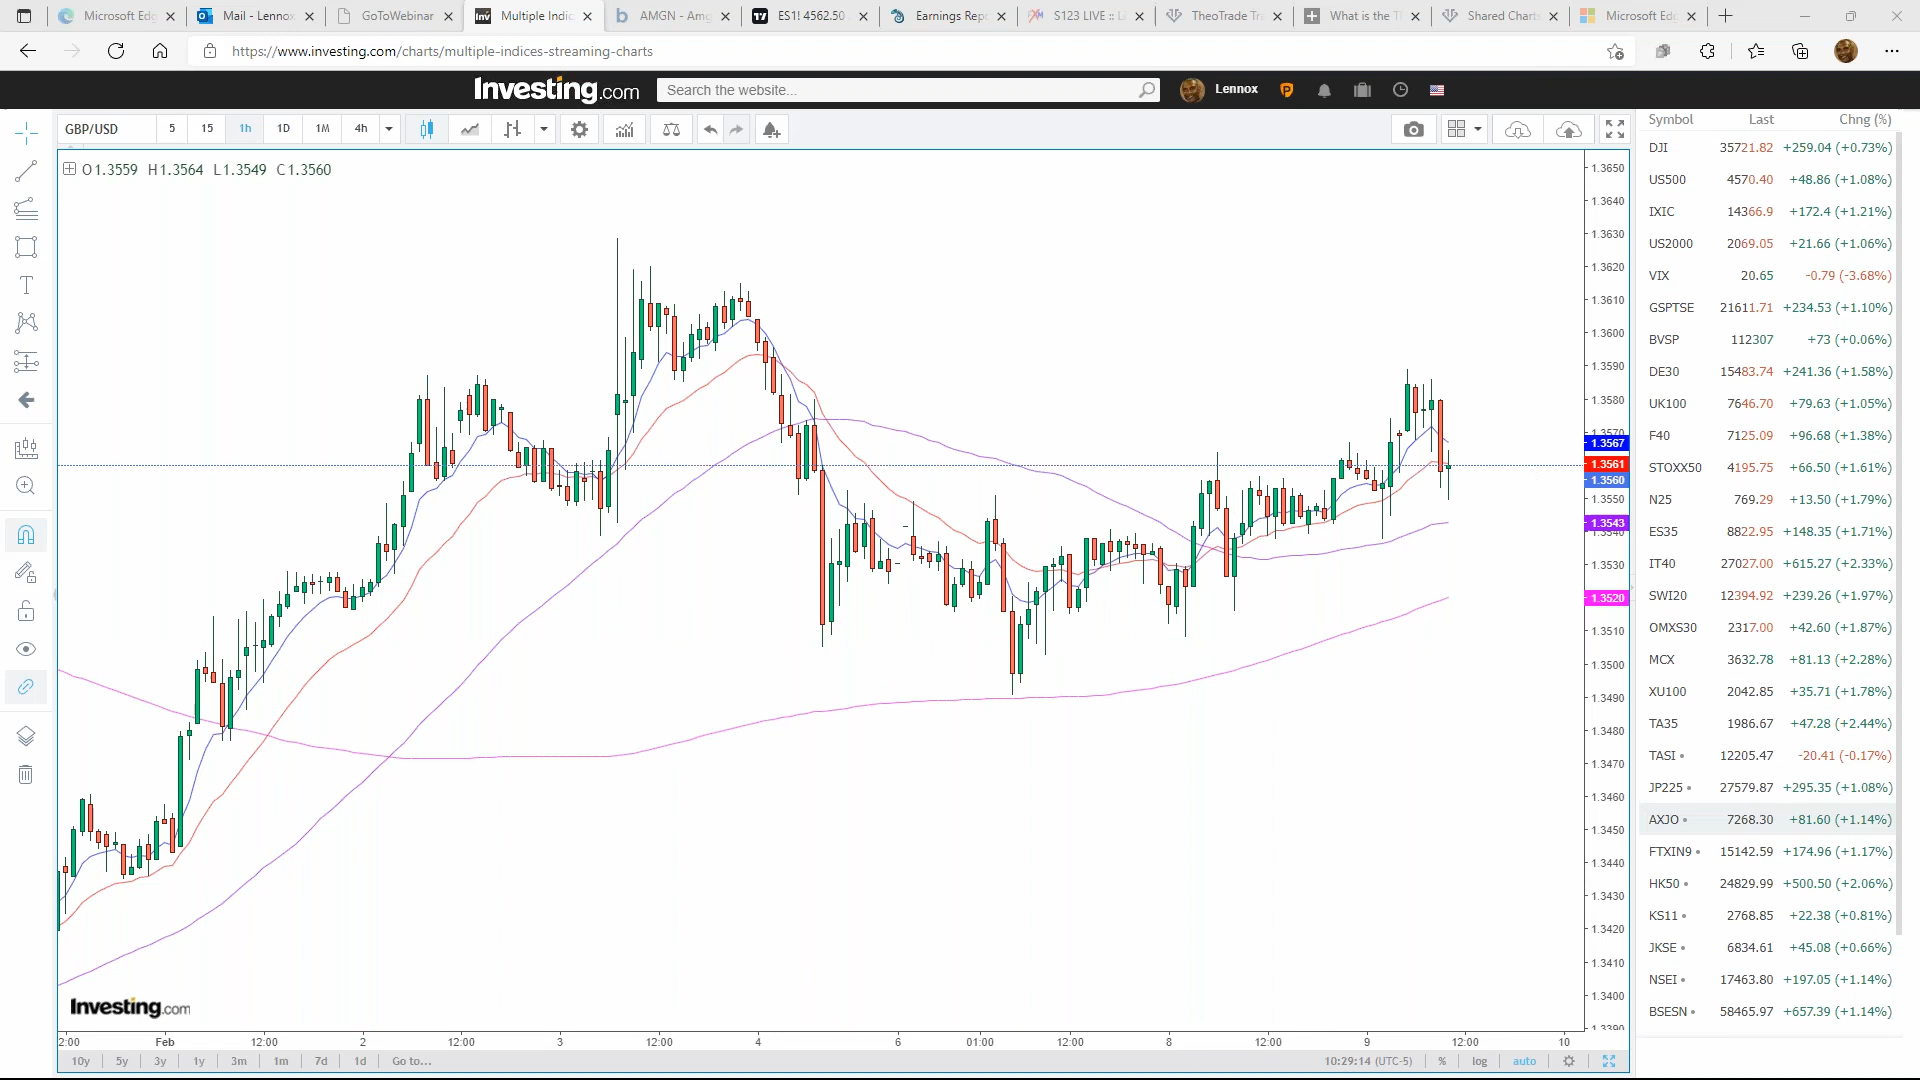 Microsoft Edg
Mail - Lennox
GoToWebinar
Multiple Indic
AMGN - Amg
ES1! 4562.50
Earnings Repo
S123 LIVE :: L
TheoTrade Tr
What is the T
Shared Charts
Microsoft Edg
https://www.investing.com/charts/multiple-indices-streaming-charts
Investing.com
Search the website...
Lennox
GBP/USD 5 15 1h 1D 1M 4h
O1.3559 H1.3564 L1.3549 C1.3560
1.3650
1.3640
1.3630
1.3620
1.3610
1.3600
1.3590
1.3580
1.3570
1.3567
1.3561
1.3560
1.3550
1.3543
1.3540
1.3530
1.3520
1.3510
1.3500
1.3490
1.3480
1.3470
1.3460
1.3450
1.3440
1.3430
1.3420
1.3410
1.3400
1.3390
Investing.com
2:00 Feb 12:00 2 12:00 3 12:00 4 6 01:00 12:00 8 12:00 9 12:00 10
10y 5y 3y 1y 3m 1m 7d 1d Go to...
10:29:14 (UTC-5) % log auto
Symbol Last Chng (%)
DJI 35721.82 +259.04 (+0.73%)
US500 4570.40 +48.86 (+1.08%)
IXIC 14366.9 +172.4 (+1.21%)
US2000 2069.05 +21.66 (+1.06%)
VIX 20.65 -0.79 (-3.68%)
GSPTSE 21611.71 +234.53 (+1.10%)
BVSP 112307 +73 (+0.06%)
DE30 15483.74 +241.36 (+1.58%)
UK100 7646.70 +79.63 (+1.05%)
F40 7125.09 +96.68 (+1.38%)
STOXX50 4195.75 +66.50 (+1.61%)
N25 769.29 +13.50 (+1.79%)
ES35 8822.95 +148.35 (+1.71%)
IT40 27027.00 +615.27 (+2.33%)
SWI20 12394.92 +239.26 (+1.97%)
OMXS30 2317.00 +42.60 (+1.87%)
MCX 3632.78 +81.13 (+2.28%)
XU100 2042.85 +35.71 (+1.78%)
TA35 1986.67 +47.28 (+2.44%)
TASI 12205.47 -20.41 (-0.17%)
JP225 27579.87 +295.35 (+1.08%)
AXJO 7268.30 +81.60 (+1.14%)
FTXIN9 15142.59 +174.96 (+1.17%)
HK50 24829.99 +500.50 (+2.06%)
KS11 2768.85 +22.38 (+0.81%)
JKSE 6834.61 +45.08 (+0.66%)
NSEI 17463.80 +197.05 (+1.14%)
BSESN 58465.97 +657.39 (+1.14%)